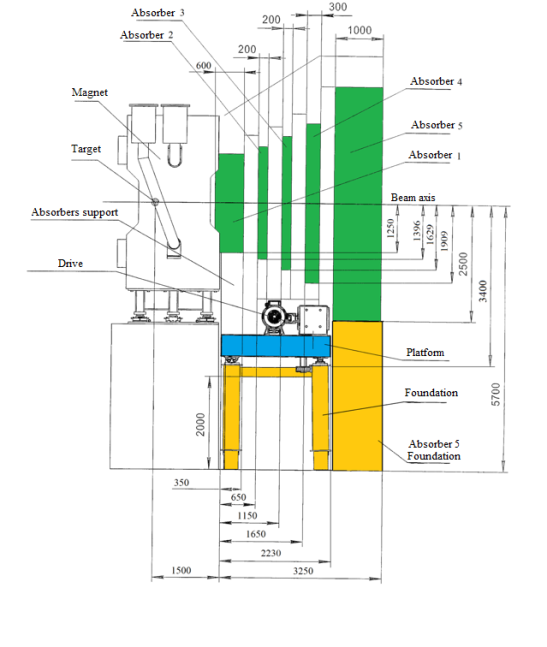 300
Absorber 3
200
1000
Absorber 2
200
600
Absorber 4
Magnet
Absorber 5
Target
Absorber 1
Beam axis
Absorbers support
1250
1396
1629
1909
2500
3400
Drive
Platform
Foundation
5700
2000
Absorber 5
Foundation
350
650
1150
1650
2230
1500
3250